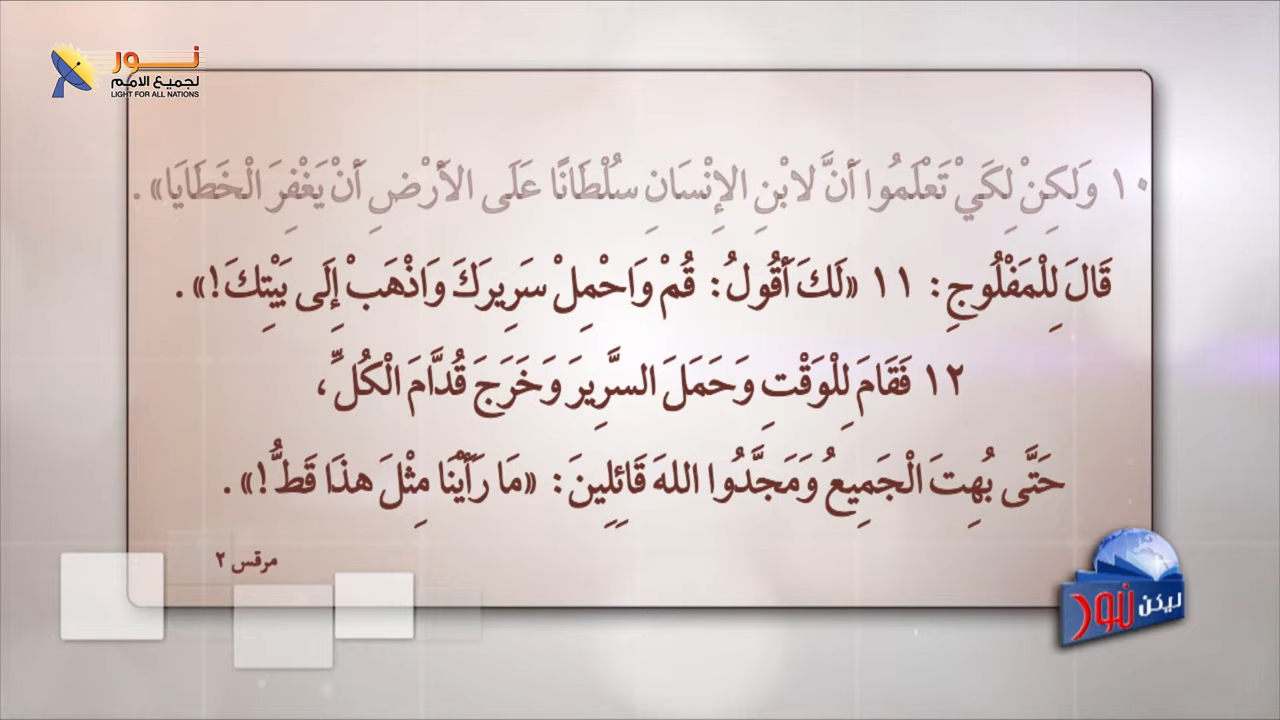 نور
لجميع الامم
LIGHT FOR ALL NATIONS
١٠ وَلكِنْ لِكَيْ تَعْلَمُوا أَنَّ لابْنِ الإِنْسَانِ سُلْطَانًا عَلَى الأَرْضِ أَنْ يَغْفِرَ الْخَطَايَا» .
قَالَ لِلْمَفْلُوجِ: ١١ «لَكَ أَقُولُ: قُمْ وَاحْمِلْ سَرِيرَكَ وَاذْهَبْ إِلَى بَيْتِكَ!» .
١٢ فَقَامَ لِلْوَقْتِ وَحَمَلَ السَّرِيرَ وَخَرَجَ قُدَّامَ الْكُلِّ،
حَتَّى بُهِتَ الْجَمِيعُ وَمَجَّدُوا اللهَ قَائِلِينَ: «مَا رَأَيْنَا مِثْلَ هذَا قَطُّ!» .
مرقس ٢
ليكن نور